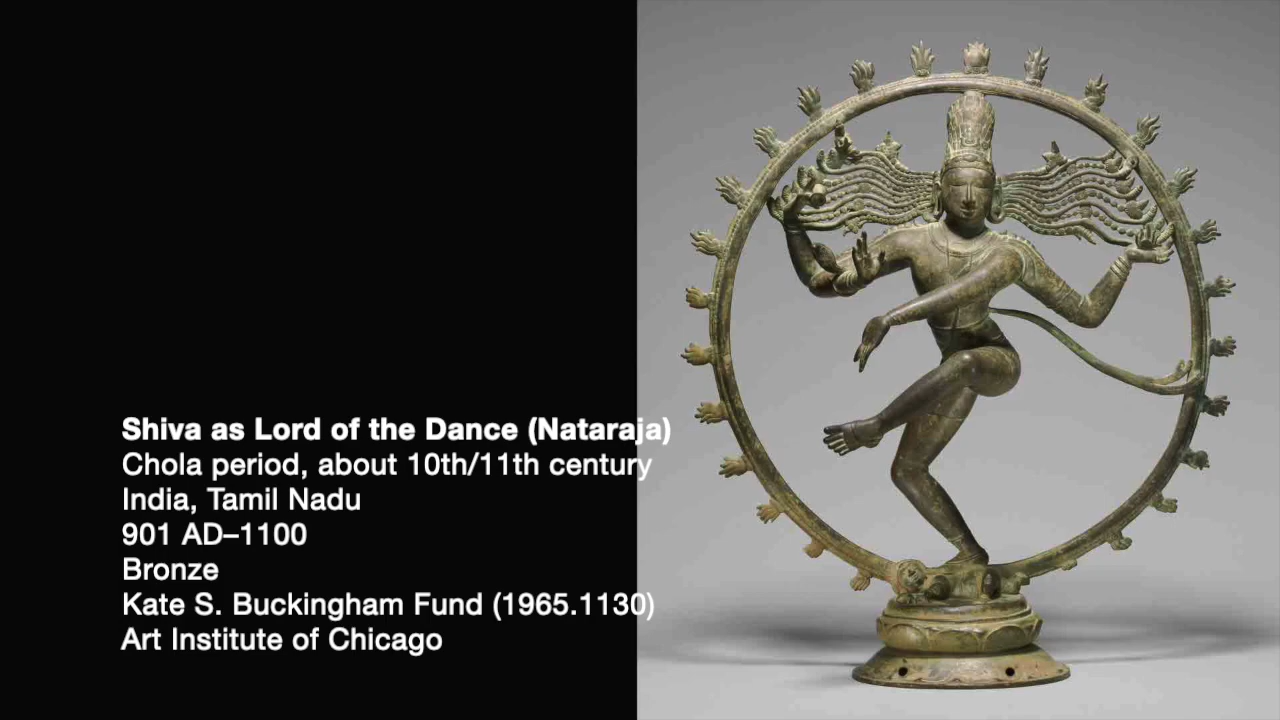 Shiva as Lord of the Dance (Nataraja)
Chola period, about 10th/11th century
India, Tamil Nadu
901 AD–1100
Bronze
Kate S. Buckingham Fund (1965.1130)
Art Institute of Chicago